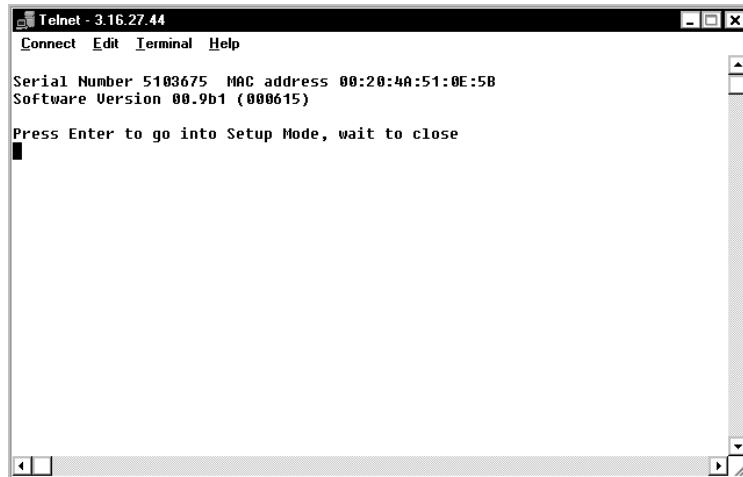 Telnet - 3.16.27.44
Connect Edit Terminal Help
Serial Number 5103675 MAC address 00:20:4A:51:0E:5B
Software Version 00.9b1 (000615)
Press Enter to go into Setup Mode, wait to close